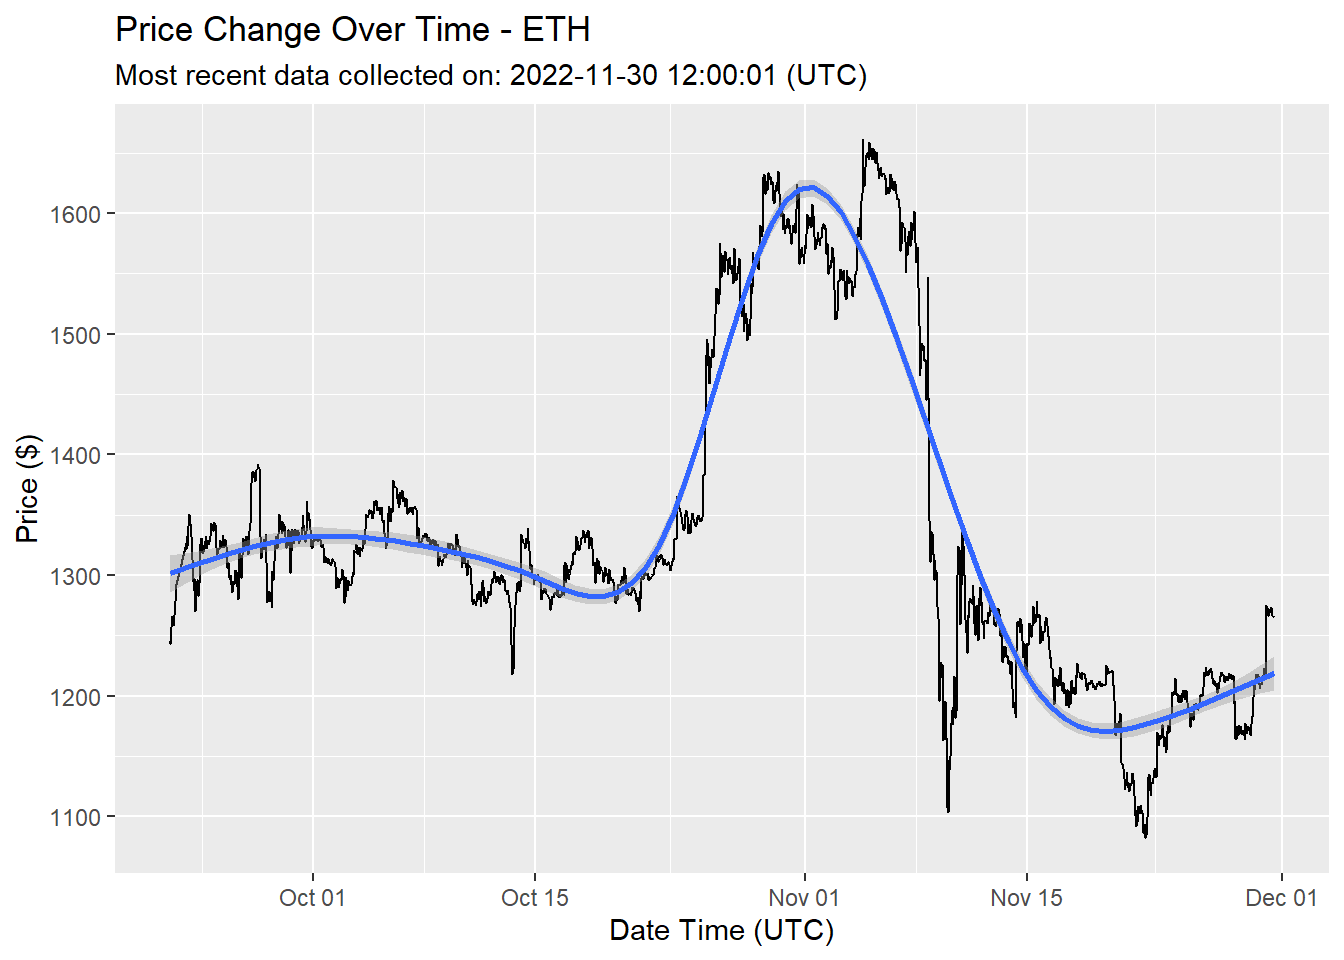 Price Change Over Time - ETH
Most recent data collected on: 2022-11-30 12:00:01 (UTC)
Price ($)
1600
1500
1400
1300
1200
1100
Oct 01 Oct 15 Nov 01 Nov 15 Dec 01
Date Time (UTC)